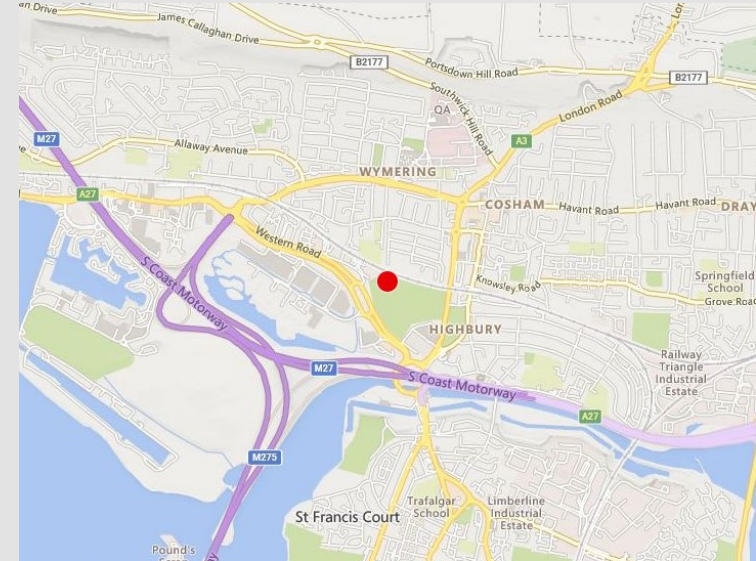 an Drive
James Callaghan Drive
B2177
Portsdown Hill Road
B2177
Southwick Hill Road
QA
London Road
M27
Allaway Avenue
A3
WYMERING
A27
COSHAM
Havant Road
Havant Road
DRAY
Western Road
S Coast Motorway
Knowsley Road
Springfield
School
Grove Road
HIGHBURY
Railway
Triangle
Industrial
Estate
M27
S Coast Motorway
A27
M275
Trafalgar
School
Limberline
Industrial
Estate
St Francis Court
Pound's